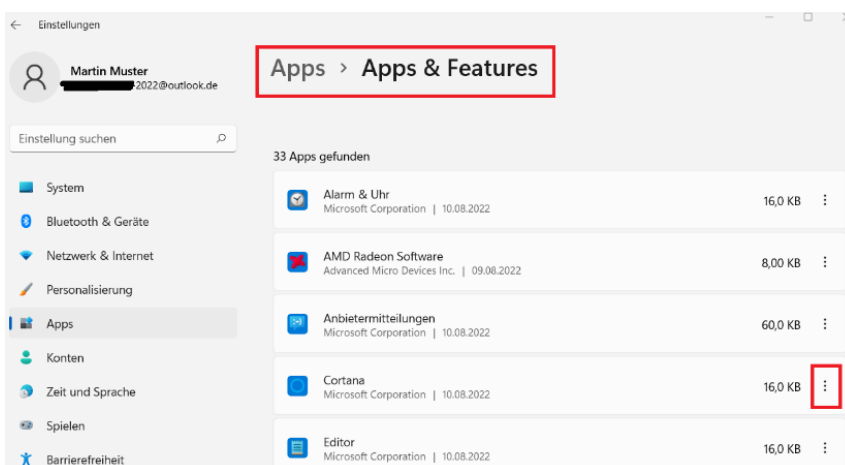 Einstellungen
Martin Muster
2022@outlook.de
Apps > Apps & Features
Einstellung suchen
33 Apps gefunden
System
Bluetooth & Geräte
Netzwerk & Internet
Personalisierung
Apps
Konten
Zeit und Sprache
Spielen
Barrierefreiheit
Alarm & Uhr
Microsoft Corporation | 10.08.2022
16,0 KB
AMD Radeon Software
Advanced Micro Devices Inc. | 09.08.2022
8,00 KB
Anbietermitteilungen
Microsoft Corporation | 10.08.2022
60,0 KB
Cortana
Microsoft Corporation | 10.08.2022
16,0 KB
Editor
Microsoft Corporation | 10.08.2022
16,0 KB